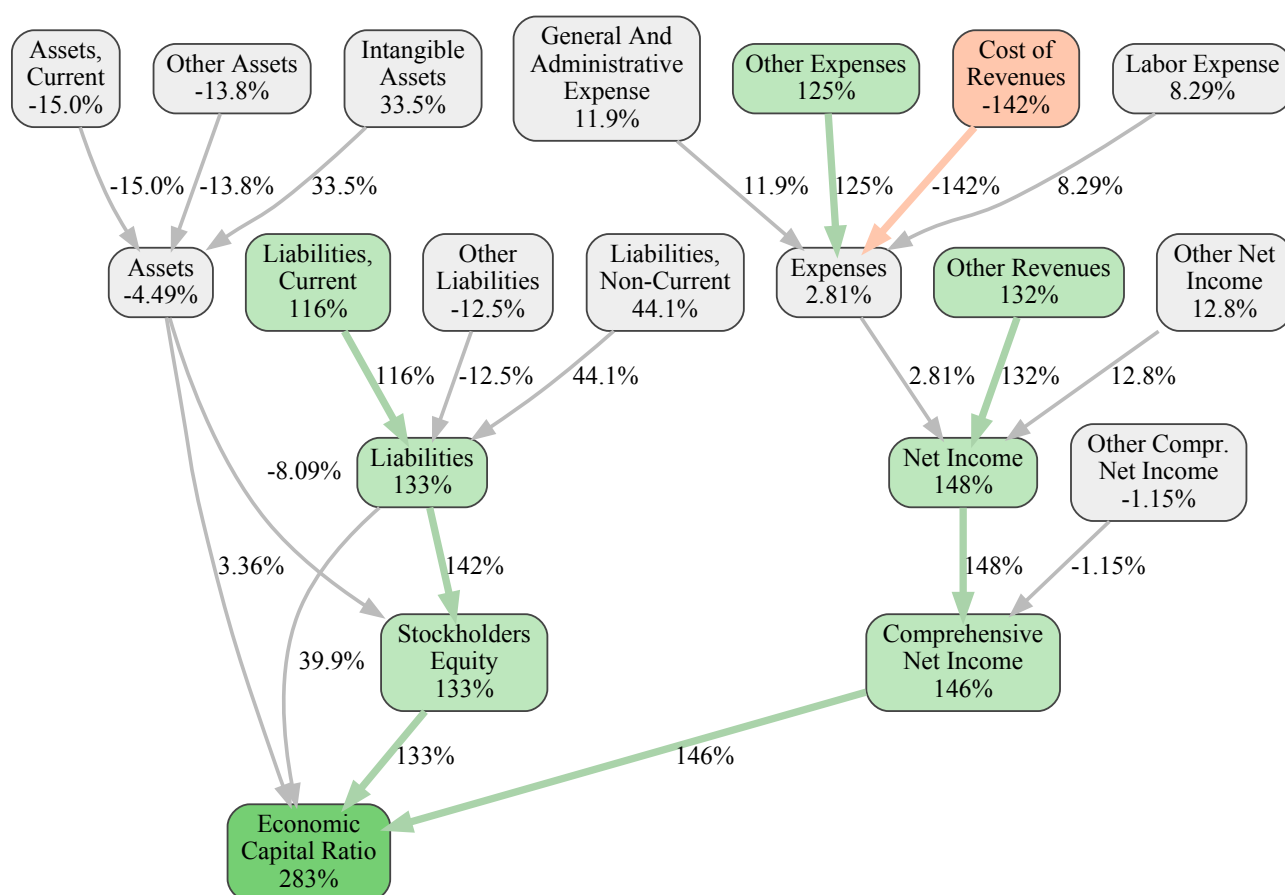 Assets,
Current
-15.0%
Other Assets
-13.8%
Intangible
Assets
33.5%
General And
Administrative
Expense
11.9%
Other Expenses
125%
Cost of
Revenues
-142%
Labor Expense
8.29%
-15.0%
-13.8%
33.5%
11.9%
125%
-142%
8.29%
Assets
-4.49%
Liabilities,
Current
116%
Other
Liabilities
-12.5%
Liabilities,
Non-Current
44.1%
Expenses
2.81%
Other Revenues
132%
Other Net
Income
12.8%
116%
-12.5%
44.1%
2.81%
132%
12.8%
-8.09%
Liabilities
133%
Net Income
148%
Other Compr.
Net Income
-1.15%
3.36%
142%
148%
-1.15%
39.9%
Stockholders
Equity
133%
Comprehensive
Net Income
146%
133%
146%
Economic
Capital Ratio
283%